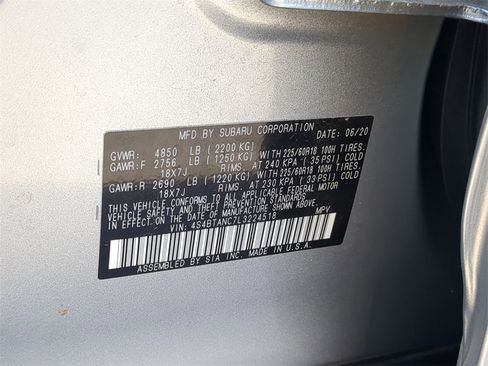 MFD. BY SUBARU CORPORATION DATE: 06/20
GVWR: 4850 LB (2200 KG)
GAWR:F 2756 LB (1250 KG) WITH 225/60R18 100H TIRES.
18X7J RIMS. AT 240 KPA (35 PSI) COLD
GAWR:R 2690 LB (1220 KG) WITH 225/60R18 100H TIRES.
18X7J RIMS. AT 230 KPA (33 PSI) COLD
THIS VEHICLE CONFORMS TO ALL APPLICABLE FEDERAL MOTOR
VEHICLE SAFETY AND THEFT PREVENTION STANDARDS
IN EFFECT ON THE DATE OF MANUFACTURE SHOWN ABOVE.
VIN: 4S4BTANC7L3224518 MPV
ASSEMBLED BY SIA INC. MADE IN U.S.A.